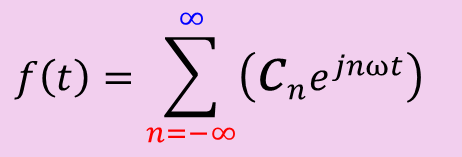 ∞
f(t) = ∑ (Cₙe^{jnωt})
n=−∞